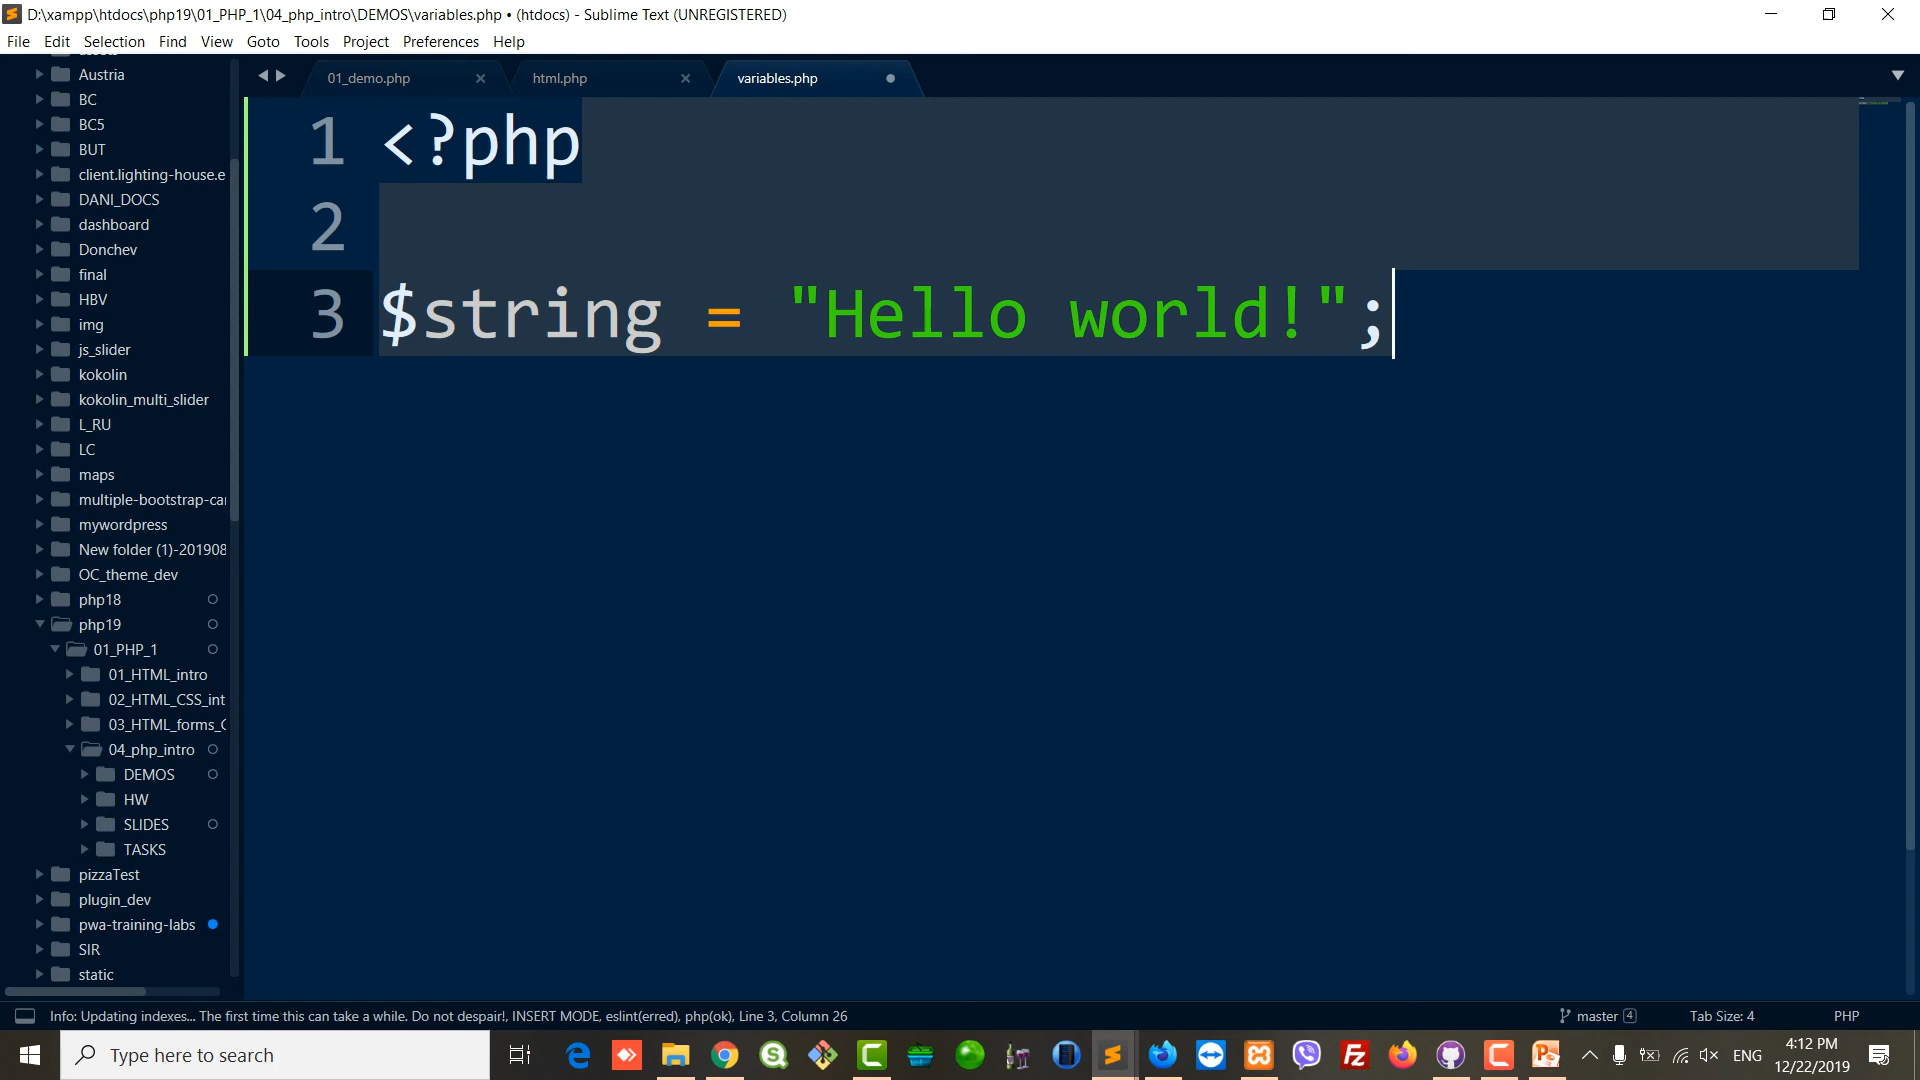 D:\xampp\htdocs\php19\01_PHP_1\04_php_intro\DEMOS\variables.php • (htdocs) - Sublime Text (UNREGISTERED)
File Edit Selection Find View Goto Tools Project Preferences Help
01_demo.php
html.php
variables.php
Austria
BC
BC5
BUT
client.lighting-house.e
DANI_DOCS
dashboard
Donchev
final
HBV
img
js_slider
kokolin
kokolin_multi_slider
L_RU
LC
maps
multiple-bootstrap-car
mywordpress
New folder (1)-201908
OC_theme_dev
php18
php19
01_PHP_1
01_HTML_intro
02_HTML_CSS_int
03_HTML_forms_C
04_php_intro
DEMOS
HW
SLIDES
TASKS
pizzaTest
plugin_dev
pwa-training-labs
SIR
static
1 <?php
2
3 $string = "Hello world!";
Info: Updating indexes... The first time this can take a while. Do not despair!, INSERT MODE, eslint(erred), php(ok), Line 3, Column 26
master 4
Tab Size: 4
PHP
Type here to search
ENG
4:12 PM
12/22/2019